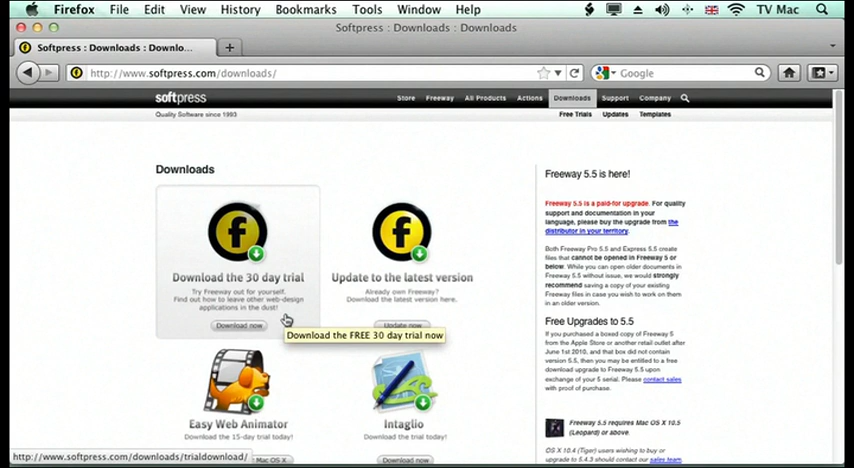 Firefox File Edit View History Bookmarks Tools Window Help TV Mac
Softpress : Downloads : Downloads
Softpress : Downloads : Downlo...
http://www.softpress.com/downloads/
Google
softpress
Store Freeway All Products Actions Downloads Support Company
Quality Software since 1993
Free Trials Updates Templates
Downloads
f
Download the 30 day trial
Try Freeway out for yourself.
Find out how to leave other web-design
applications in the dust!
Download now
f
Update to the latest version
Already own Freeway?
Download the latest version here.
Update now
Download the FREE 30 day trial now
Easy Web Animator
Download the 15-day trial today!
Mac OS X
Intaglio
Download the trial today!
Download now
Freeway 5.5 is here!
Freeway 5.5 is a paid-for upgrade. For quality
support and documentation in your
language, please buy the upgrade from the
distributor in your territory.
Both Freeway Pro 5.5 and Express 5.5 create
files that cannot be opened in Freeway 5 or
below. While you can open older documents in
Freeway 5.5 without issue, we would strongly
recommend saving a copy of your existing
Freeway files in case you wish to work on them
in an older version.
Free Upgrades to 5.5
If you purchased a boxed copy of Freeway 5
from the Apple Store or another retail outlet after
June 1st 2010, and that box did not contain
version 5.5, then you may be entitled to a free
download upgrade to Freeway 5.5 upon
exchange of your 5 serial. Please contact sales
with proof of purchase.
Freeway 5.5 requires Mac OS X 10.5
(Leopard) or above.
OS X 10.4 (Tiger) users wishing to buy or
upgrade to 5.4.3 should contact our sales team.
http://www.softpress.com/downloads/trialdownload/